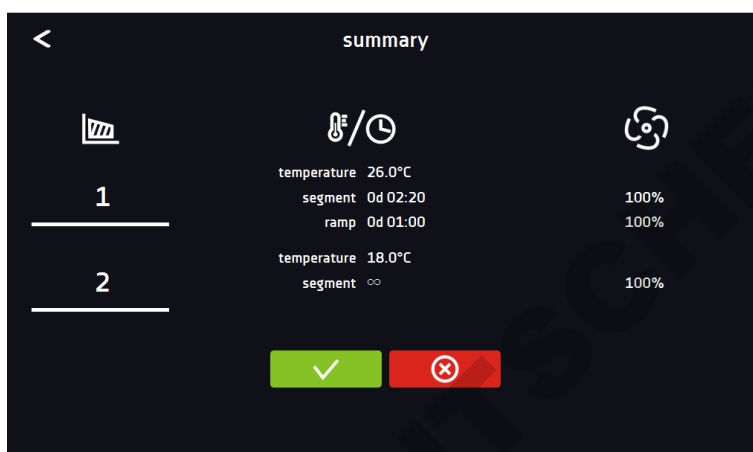 summary
temperature 26.0°C
1 segment 0d 02:20 100%
ramp 0d 01:00 100%
temperature 18.0°C
2 segment ∞ 100%